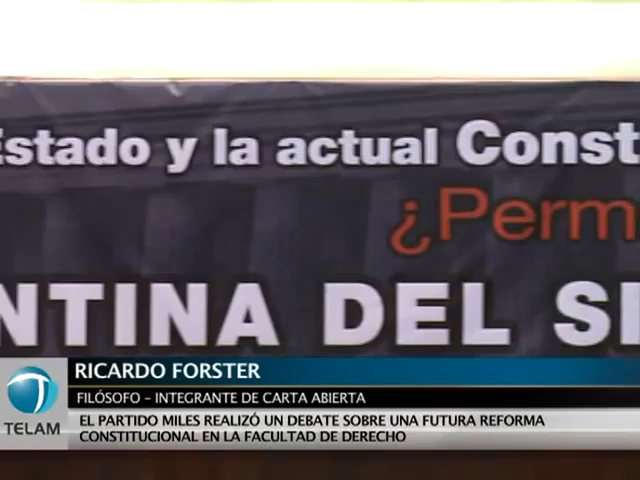 Estado y la actual Const
¿Perm
NTINA DEL SI
RICARDO FORSTER
FILÓSOFO – INTEGRANTE DE CARTA ABIERTA
EL PARTIDO MILES REALIZÓ UN DEBATE SOBRE UNA FUTURA REFORMA
CONSTITUCIONAL EN LA FACULTAD DE DERECHO
TELAM